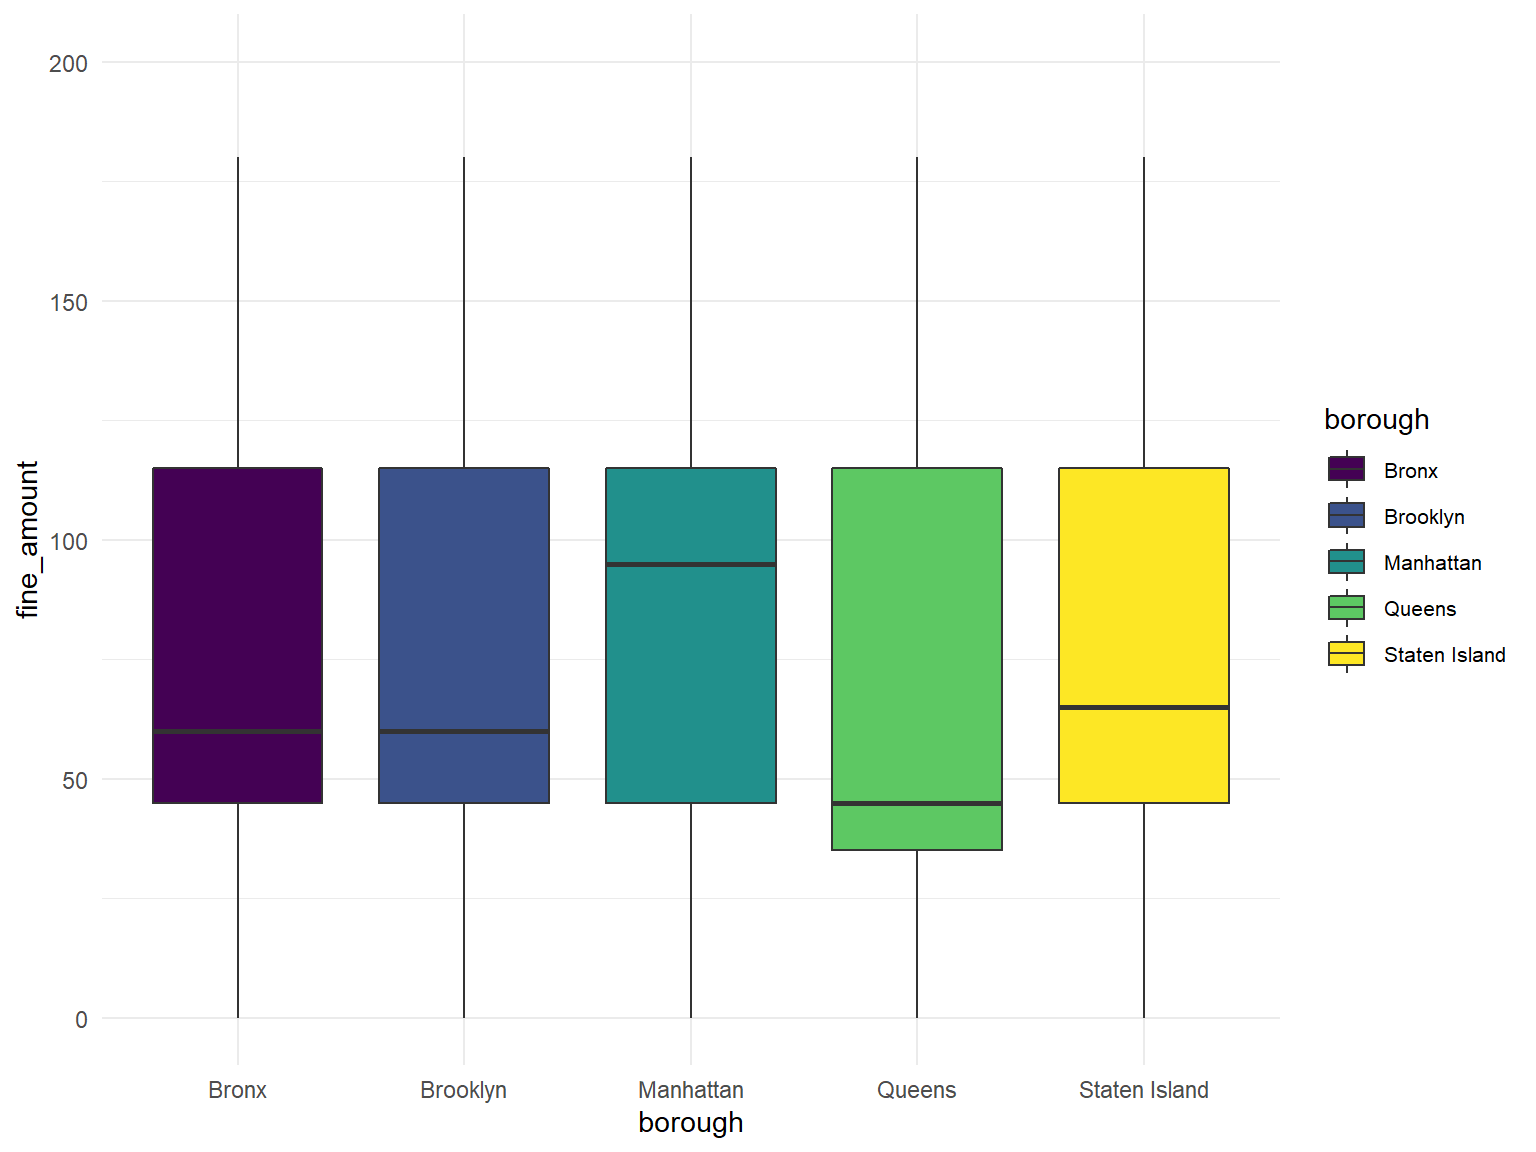 200
150
100
50
0
fine_amount
Bronx Brooklyn Manhattan Queens Staten Island
borough
borough
Bronx
Brooklyn
Manhattan
Queens
Staten Island